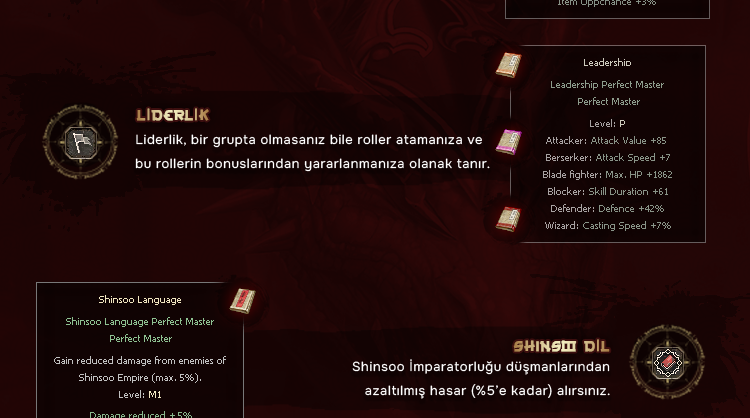 Item Oppchance +3%
Leadership
Leadership Perfect Master
Perfect Master
Level: P
Attacker: Attack Value +85
Berserker: Attack Speed +7
Blade fighter: Max. HP +1862
Blocker: Skill Duration +61
Defender: Defence +42%
Wizard: Casting Speed +7%
LİDERLİK
Liderlik, bir grupta olmasanız bile roller atamanıza ve
bu rollerin bonuslarından yararlanmanıza olanak tanır.
Shinsoo Language
Shinsoo Language Perfect Master
Perfect Master
Gain reduced damage from enemies of
Shinsoo Empire (max. 5%).
Level: M1
Damage reduced +5%
SHINSOO DİL
Shinsoo İmparatorluğu düşmanlarından
azaltılmış hasar (%5'e kadar) alırsınız.